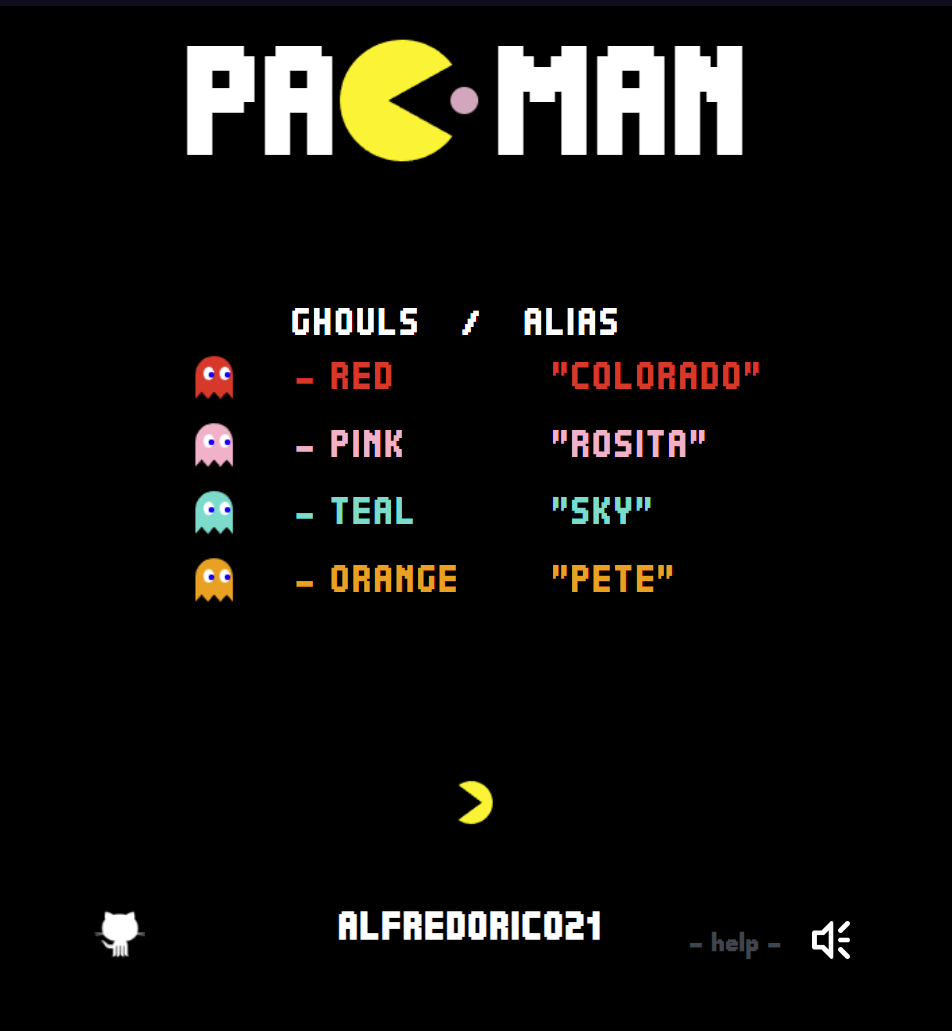 PAC-MAN
GHOULS / ALIAS
- RED "COLORADO"
- PINK "ROSITA"
- TEAL "SKY"
- ORANGE "PETE"
ALFREDORICO21
- help -